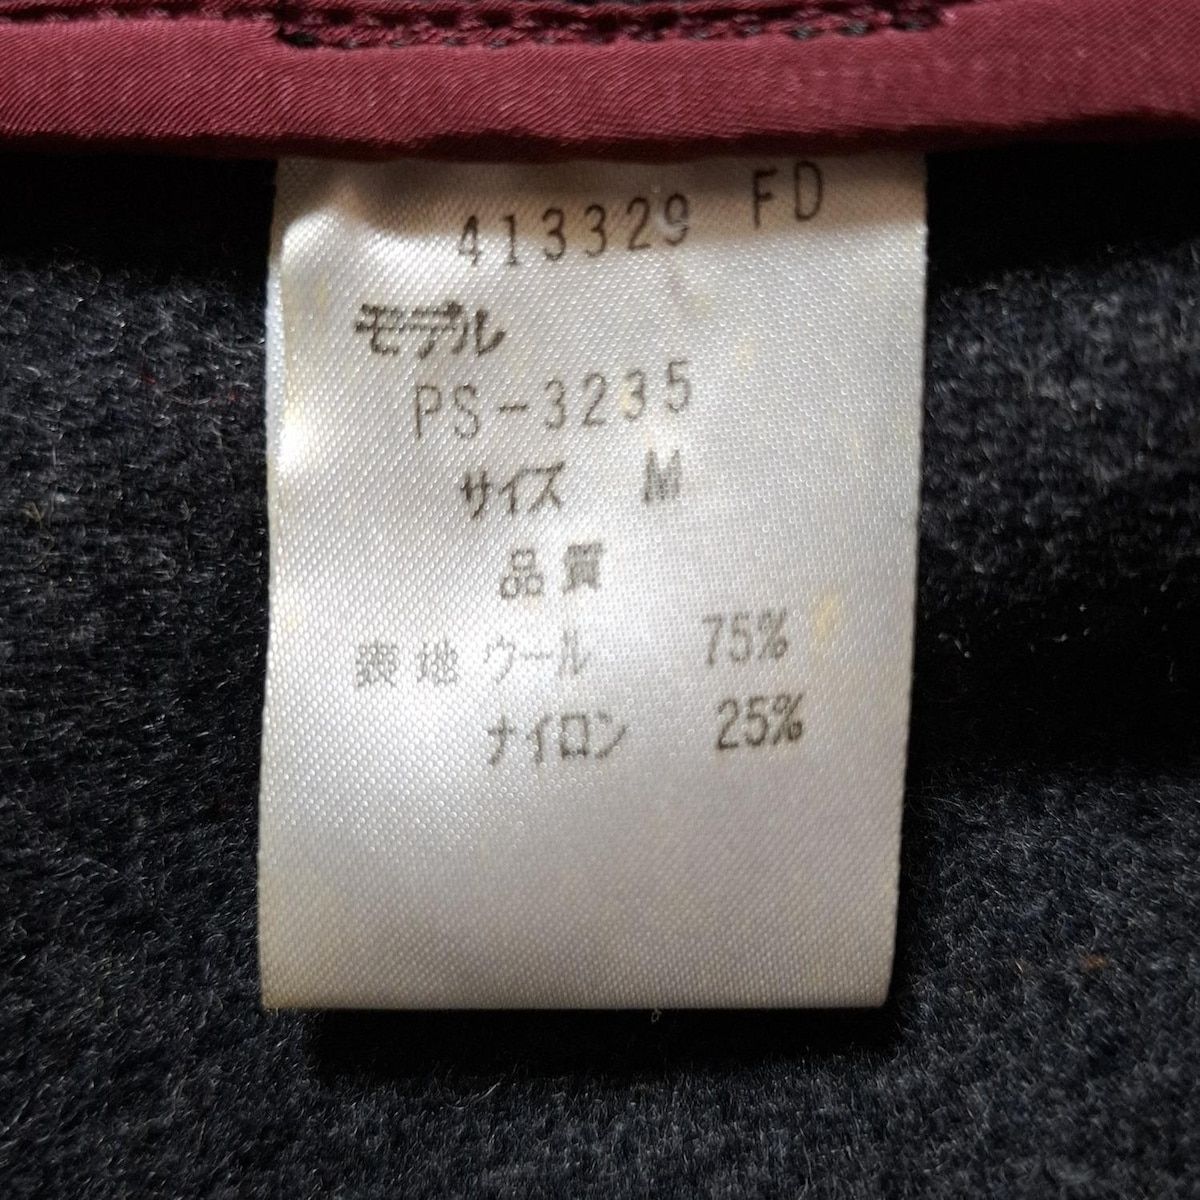 413329 FD
モデル
PS-3235
サイズ M
品質
表地 ウール 75%
ナイロン 25%